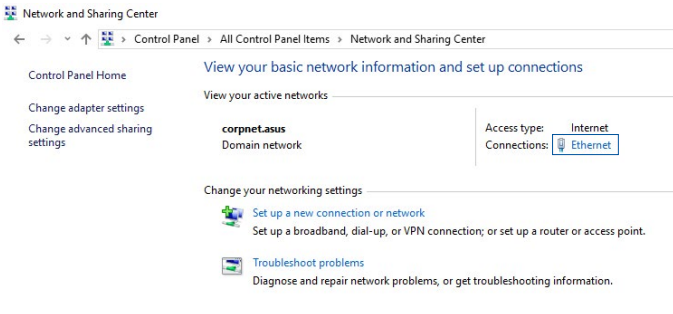 Network and Sharing Center
Control Panel > All Control Panel Items > Network and Sharing Center
Control Panel Home
Change adapter settings
Change advanced sharing
settings
View your basic network information and set up connections
View your active networks
corpnet.asus
Domain network
Access type: Internet
Connections: Ethernet
Change your networking settings
Set up a new connection or network
Set up a broadband, dial-up, or VPN connection; or set up a router or access point.
Troubleshoot problems
Diagnose and repair network problems, or get troubleshooting information.